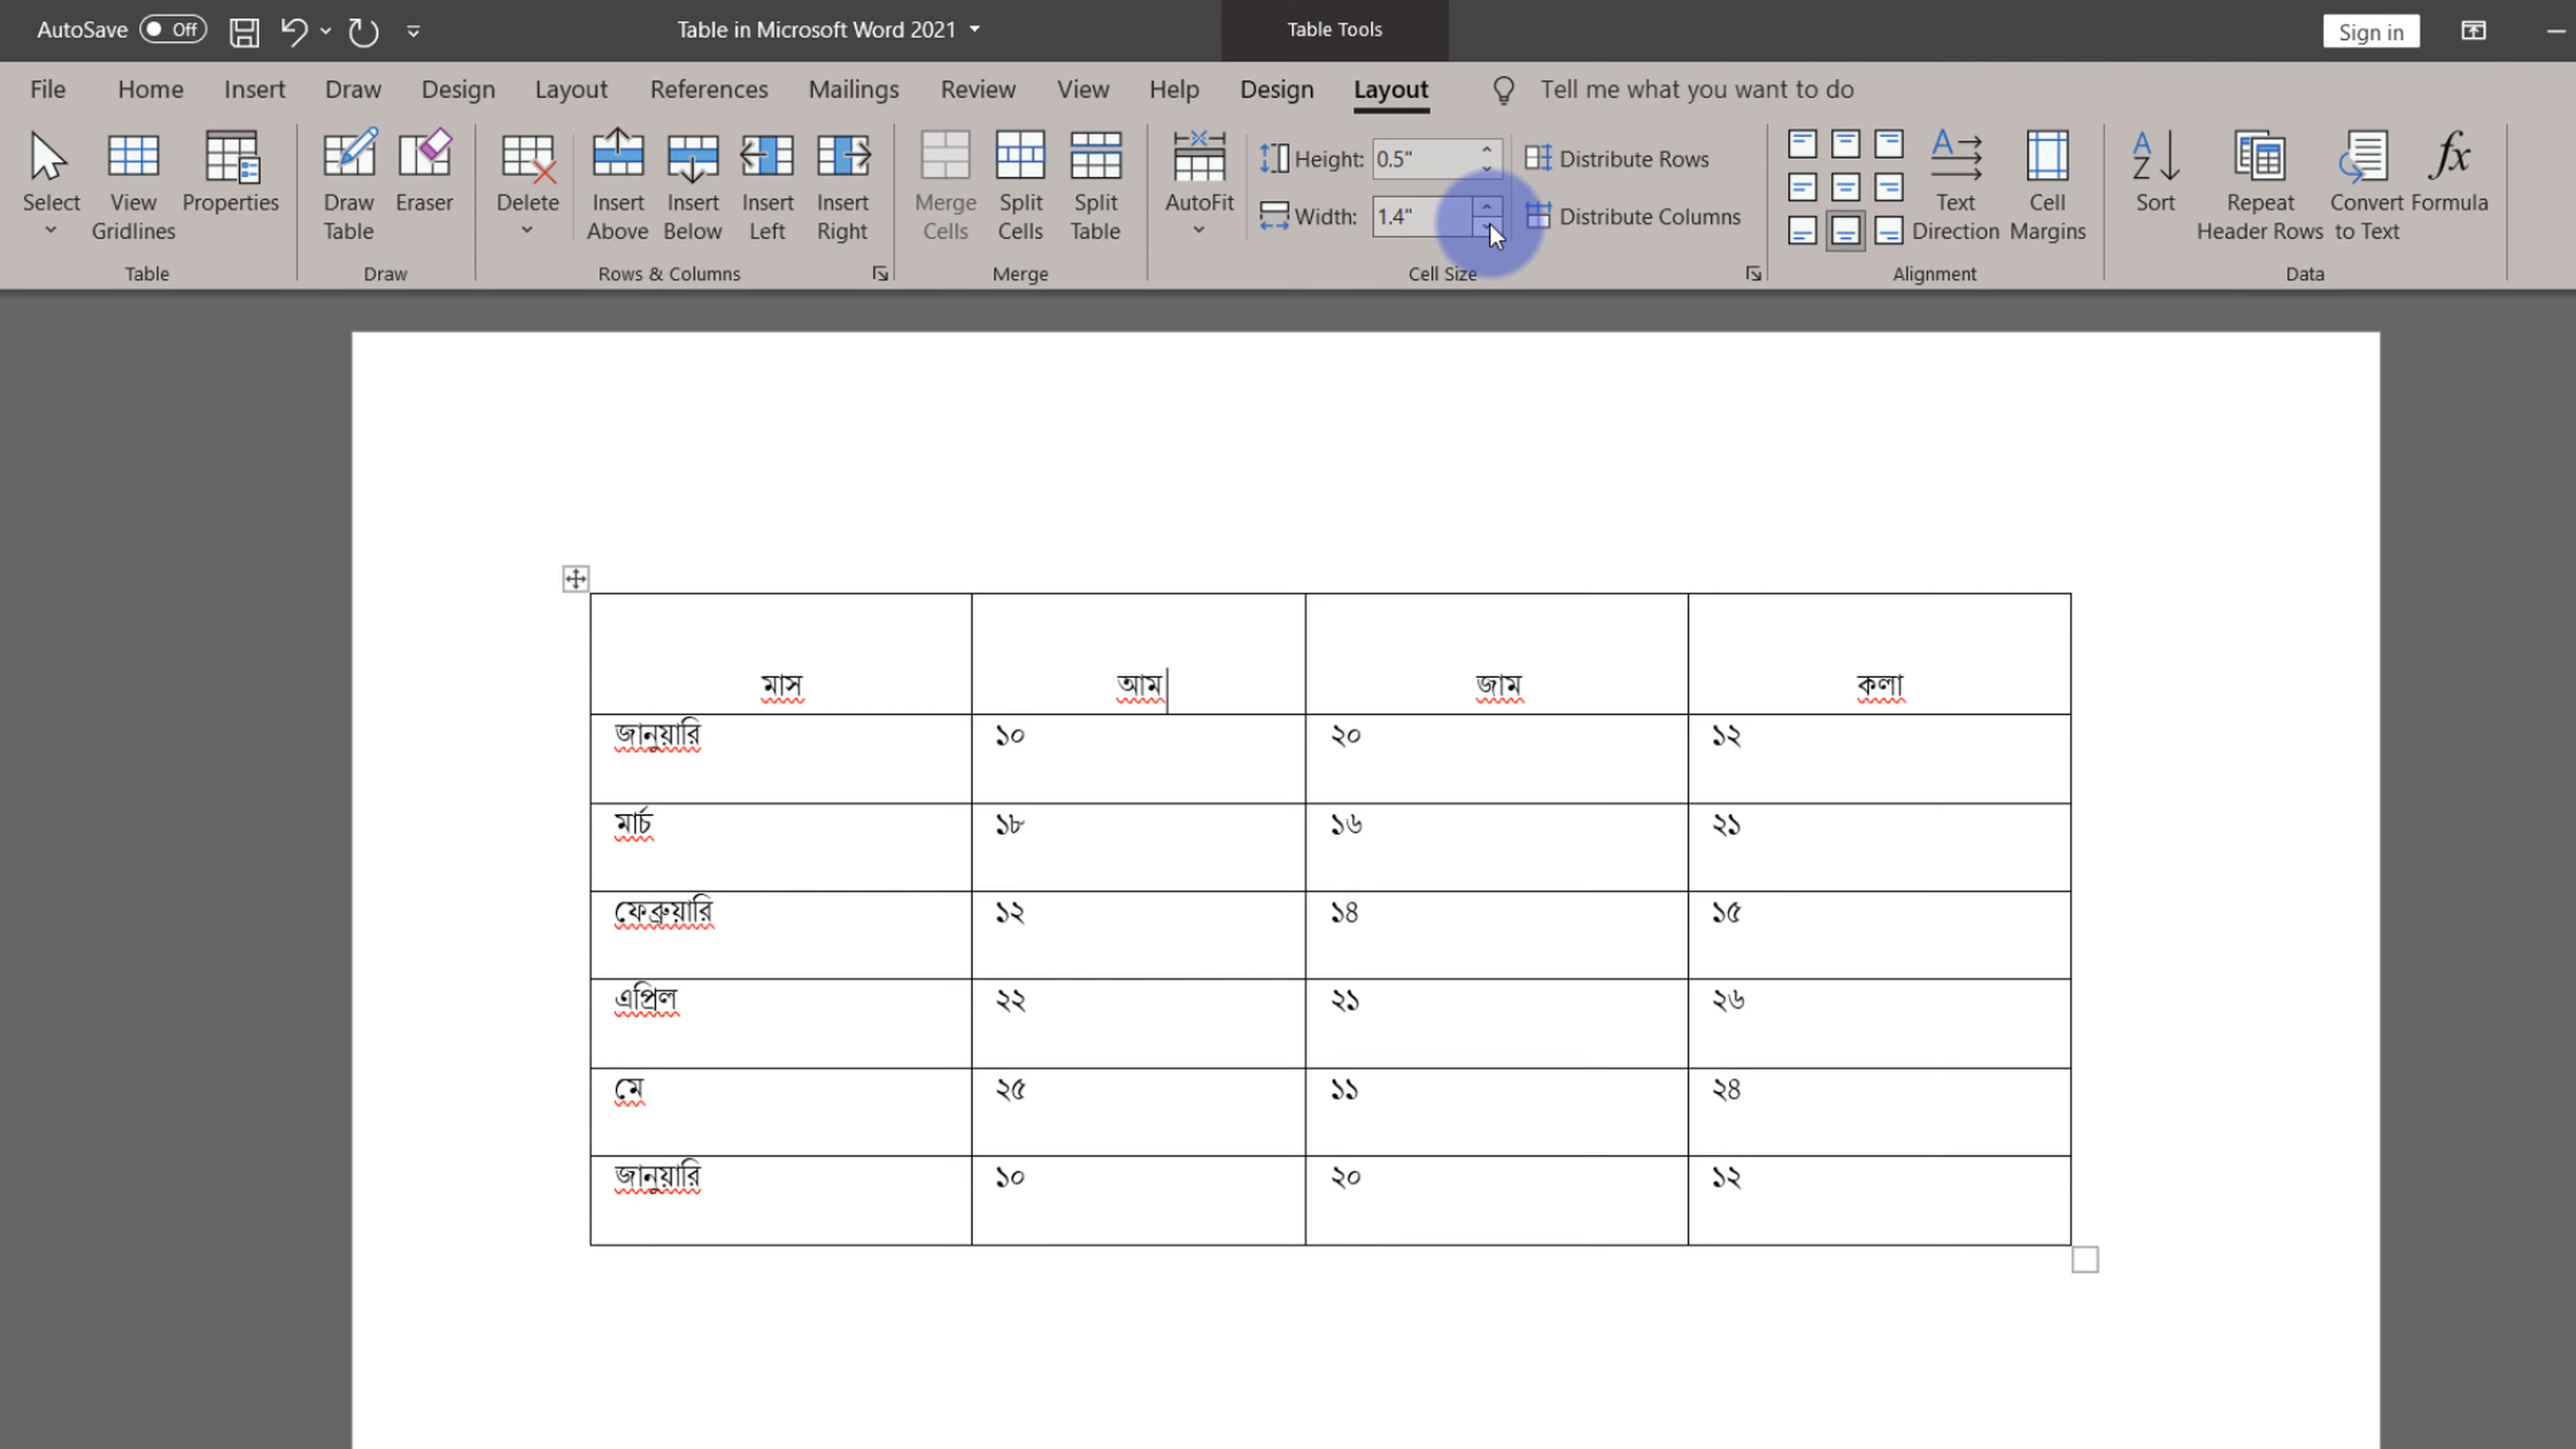 AutoSave Off Table in Microsoft Word 2021 Table Tools Sign in
File Home Insert Draw Design Layout References Mailings Review View Help Design Layout Tell me what you want to do
Select View Gridlines Properties
Table
Draw Table Eraser
Draw
Delete Insert Above Insert Below Insert Left Insert Right
Rows & Columns
Merge Cells Split Cells Split Table
Merge
AutoFit
Height: 0.5" Distribute Rows
Width: 1.4" Distribute Columns
Cell Size
Text Direction Cell Margins
Alignment
Sort Repeat Header Rows Convert to Text Formula
Data
মাস আম জাম কলা
জানুয়ারি ১০ ২০ ১২
মার্চ ১৮ ১৬ ২১
ফেব্রুয়ারি ১২ ১৪ ১৫
এপ্রিল ২২ ২১ ২৬
মে ২৫ ১১ ২৪
জানুয়ারি ১০ ২০ ১২